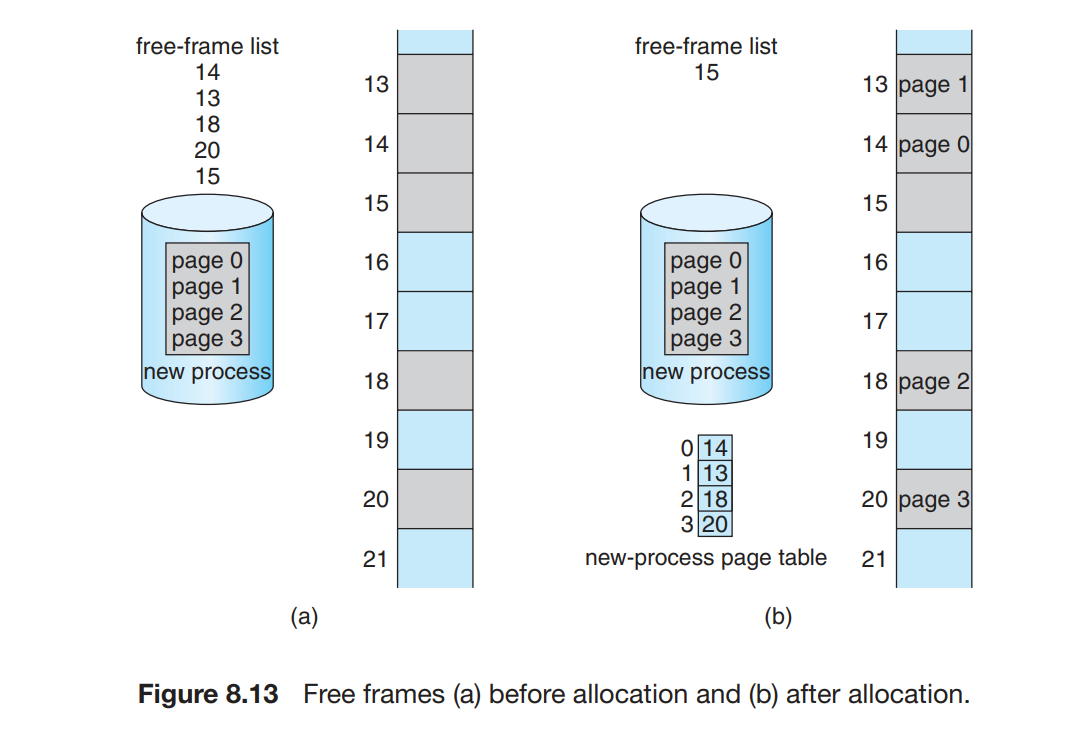 free-frame list
14
13
18
20
15
page 0
page 1
page 2
page 3
new process
13
14
15
16
17
18
19
20
21
(a)
free-frame list
15
page 0
page 1
page 2
page 3
new process
0 14
1 13
2 18
3 20
new-process page table
13 page 1
14 page 0
15
16
17
18 page 2
19
20 page 3
21
(b)
Figure 8.13 Free frames (a) before allocation and (b) after allocation.